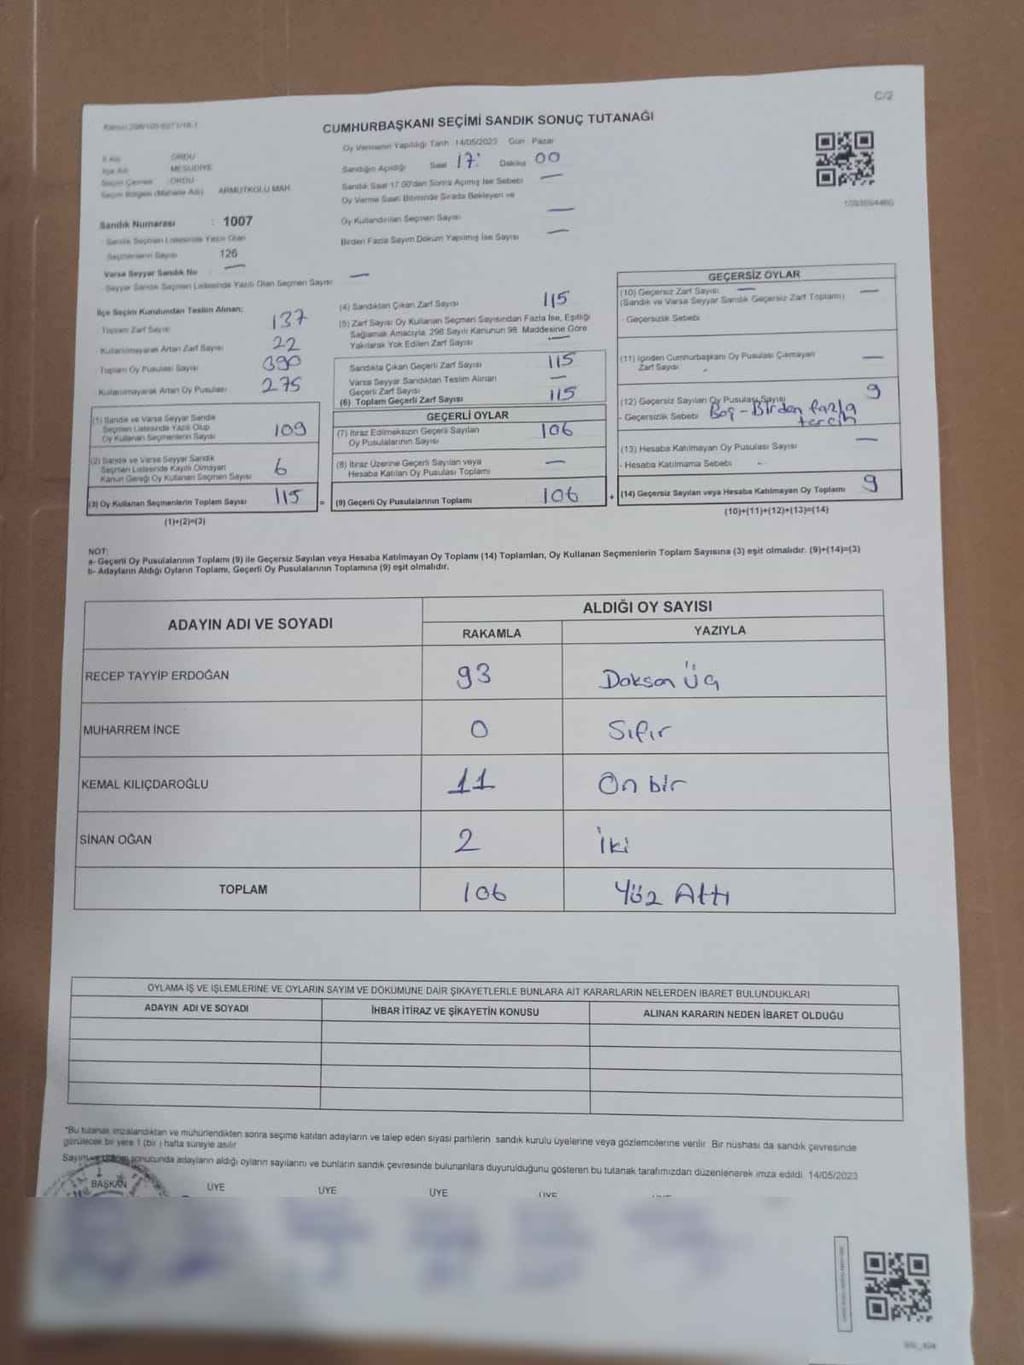 C/2
CUMHURBAŞKANI SEÇİMİ SANDIK SONUÇ TUTANAĞI
Oy Vermenin Yapıldığı Tarih :14/05/2023 Gün : Pazar
Sandığın Açıldığı Saat 17: Dakika 00
Sandık Saat 17.00'dan Sonra Açılmış İse Sebebi —
Oy Verme Saati Bitiminde Sırada Bekleyen ve
Oy Kullandırılan Seçmen Sayısı —
Birden Fazla Sayım Döküm Yapılmış İse Sayısı —
ORDU
MESUDİYE
ORDU
ARMUTKOLU MAH.
Sandık Numarası : 1007
Sandık Seçmen Listesinde Yazılı Olan
Seçmenlerin Sayısı : 126
Varsa Seyyar Sandık No : —
Seyyar Sandık Seçmen Listesinde Yazılı Olan Seçmen Sayısı —
İlçe Seçim Kurulundan Teslim Alınan;
Toplam Zarf Sayısı 137
Kullanılmayarak Artan Zarf Sayısı 22
Toplam Oy Pusulası Sayısı 390
Kullanılmayarak Artan Oy Pusulası 275
(1) Sandık ve Varsa Seyyar Sandık
Seçmen Listesinde Yazılı Olup
Oy Kullanan Seçmenlerin Sayısı 109
(2) Sandık ve Varsa Seyyar Sandık
Seçmen Listesinde Kayıtlı Olmayan
Kanun Gereği Oy Kullanan Seçmen Sayısı 6
(3) Oy Kullanan Seçmenlerin Toplam Sayısı 115
(1)+(2)=(3)
(4) Sandıktan Çıkan Zarf Sayısı 115
(5) Zarf Sayısı Oy Kullanan Seçmen Sayısından Fazla İse, Eşitliği
Sağlamak Amacıyla, 298 Sayılı Kanunun 98. Maddesine Göre
Yakılarak Yok Edilen Zarf Sayısı —
Sandıkta Çıkan Geçerli Zarf Sayısı 115
Varsa Seyyar Sandıktan Teslim Alınan
Geçerli Zarf Sayısı —
(6) Toplam Geçerli Zarf Sayısı 115
GEÇERLİ OYLAR
(7) İtiraz Edilmeksizin Geçerli Sayılan
Oy Pusulalarının Sayısı 106
(8) İtiraz Üzerine Geçerli Sayılan veya
Hesaba Katılan Oy Pusulası Toplamı —
= (9) Geçerli Oy Pusulalarının Toplamı 106
GEÇERSİZ OYLAR
(10) Geçersiz Zarf Sayısı —
(Sandık ve Varsa Seyyar Sandık Geçersiz Zarf Toplamı) —
- Geçersizlik Sebebi
(11) İçinden Cumhurbaşkanı Oy Pusulası Çıkmayan
Zarf Sayısı —
(12) Geçersiz Sayılan Oy Pusulası Sayısı 9
- Geçersizlik Sebebi Boş - Birden fazla
tercih
(13) Hesaba Katılmayan Oy Pusulası Sayısı —
- Hesaba Katılmama Sebebi -
+ (14) Geçersiz Sayılan veya Hesaba Katılmayan Oy Toplamı 9
(10)+(11)+(12)+(13)=(14)
NOT:
a- Geçerli Oy Pusulalarının Toplamı (9) ile Geçersiz Sayılan veya Hesaba Katılmayan Oy Toplamı (14) Toplamları, Oy Kullanan Seçmenlerin Toplam Sayısına (3) eşit olmalıdır. (9)+(14)=(3)
b- Adayların Aldığı Oyların Toplamı, Geçerli Oy Pusulalarının Toplamına (9) eşit olmalıdır.
ADAYIN ADI VE SOYADI ALDIĞI OY SAYISI
RAKAMLA YAZIYLA
RECEP TAYYİP ERDOĞAN 93 Doksan Üç
MUHARREM İNCE 0 Sıfır
KEMAL KILIÇDAROĞLU 11 On bir
SİNAN OĞAN 2 İki
TOPLAM 106 Yüz Altı
OYLAMA İŞ VE İŞLEMLERİNE VE OYLARIN SAYIM VE DÖKÜMÜNE DAİR ŞİKAYETLERLE BUNLARA AİT KARARLARIN NELERDEN İBARET BULUNDUKLARI
ADAYIN ADI VE SOYADI İHBAR İTİRAZ VE ŞİKAYETİN KONUSU ALINAN KARARIN NEDEN İBARET OLDUĞU
*Bu tutanak imzalandıktan ve mühürlendikten sonra seçime katılan adayların ve talep eden siyasi partilerin sandık kurulu üyelerine veya gözlemcilerine verilir. Bir nüshası da sandık çevresinde
görülecek bir yere 1 (bir ) hafta süreyle asılır.
sonucunda adayların aldığı oyların sayılarını ve bunların sandık çevresinde bulunanlara duyurulduğunu gösteren bu tutanak tarafımızdan düzenlenerek imza edildi. 14/05/2023
BAŞKAN ÜYE ÜYE ÜYE ÜYE